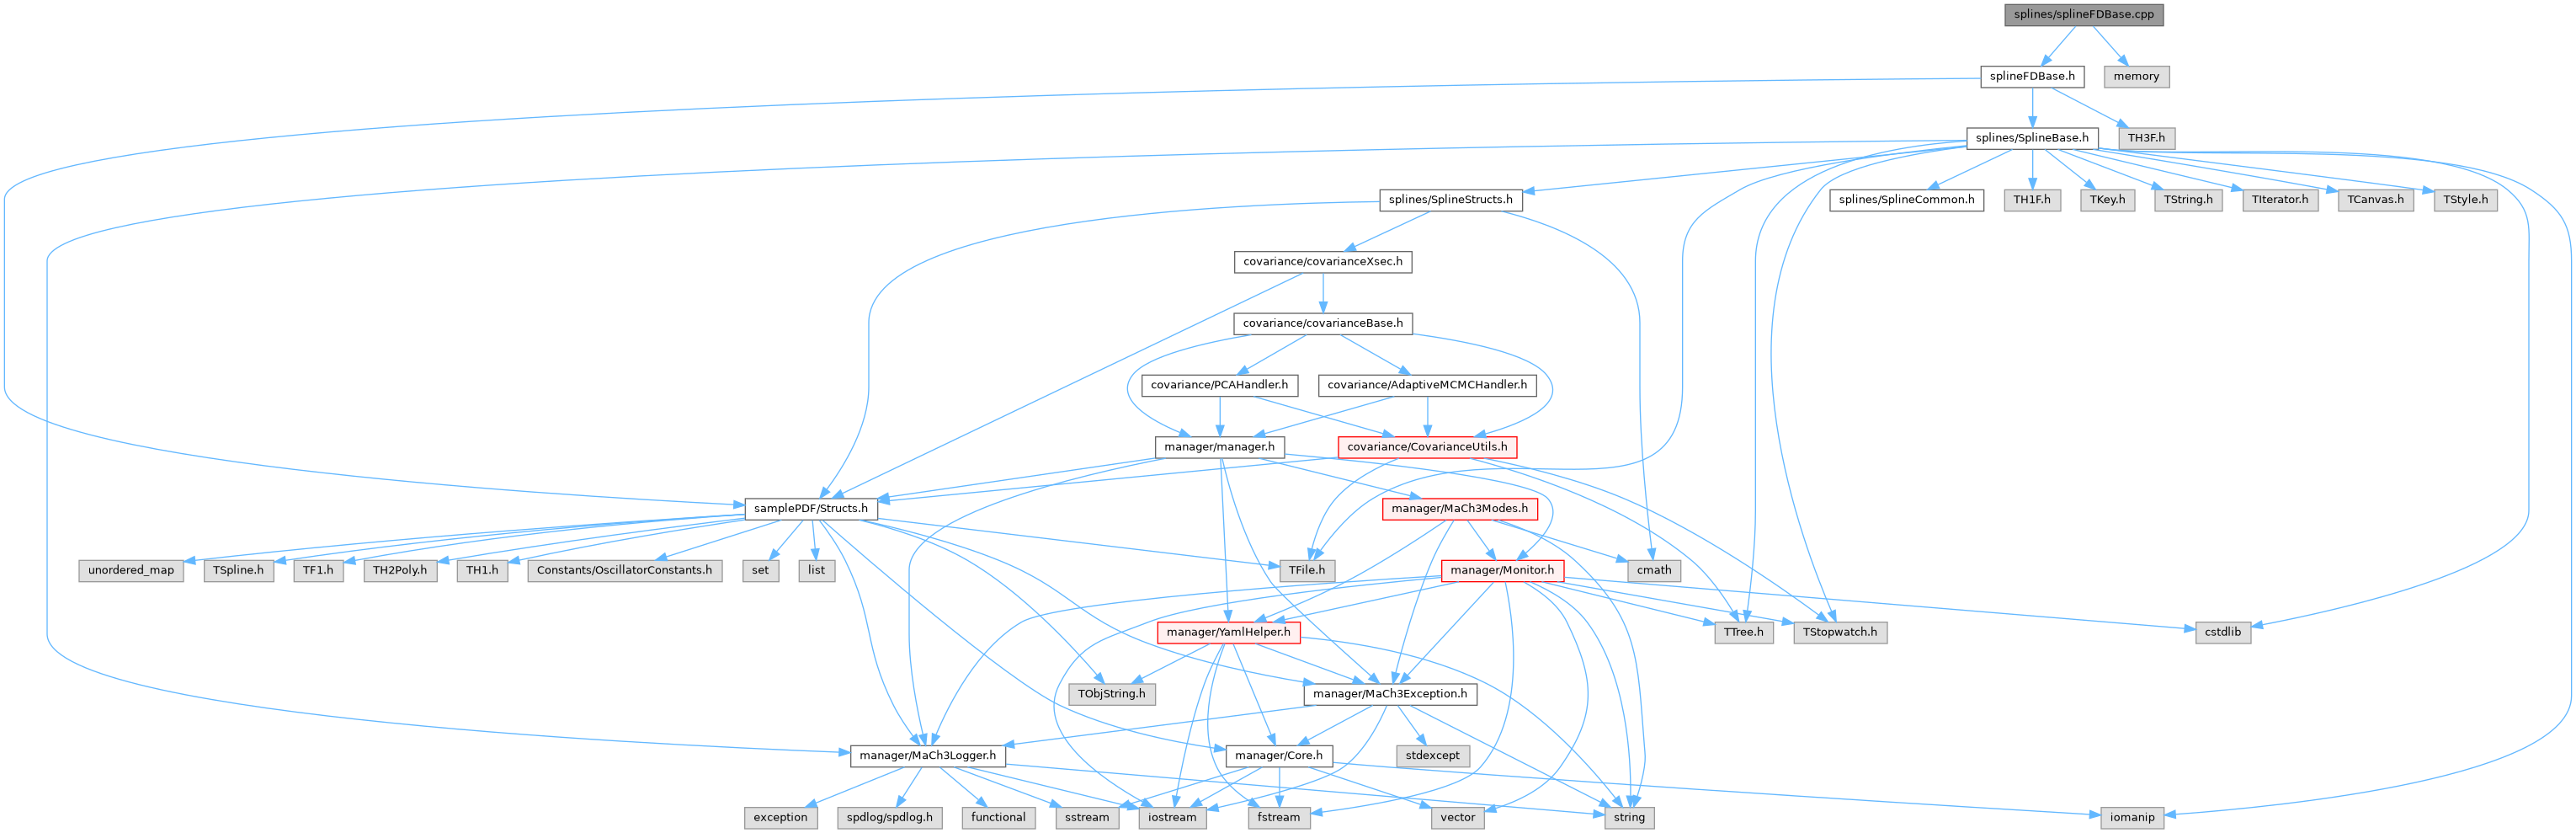 splines/splineFDBase.cpp
splineFDBase.h
memory
splines/SplineBase.h
TH3F.h
splines/SplineStructs.h
splines/SplineCommon.h
TH1F.h
TKey.h
TString.h
TIterator.h
TCanvas.h
TStyle.h
covariance/covarianceXsec.h
covariance/covarianceBase.h
covariance/PCAHandler.h
covariance/AdaptiveMCMCHandler.h
manager/manager.h
covariance/CovarianceUtils.h
samplePDF/Structs.h
manager/MaCh3Modes.h
unordered_map
TSpline.h
TF1.h
TH2Poly.h
TH1.h
Constants/OscillatorConstants.h
set
list
TFile.h
manager/Monitor.h
cmath
manager/YamlHelper.h
TTree.h
TStopwatch.h
cstdlib
TObjString.h
manager/MaCh3Exception.h
manager/MaCh3Logger.h
manager/Core.h
stdexcept
exception
spdlog/spdlog.h
functional
sstream
iostream
fstream
vector
string
iomanip